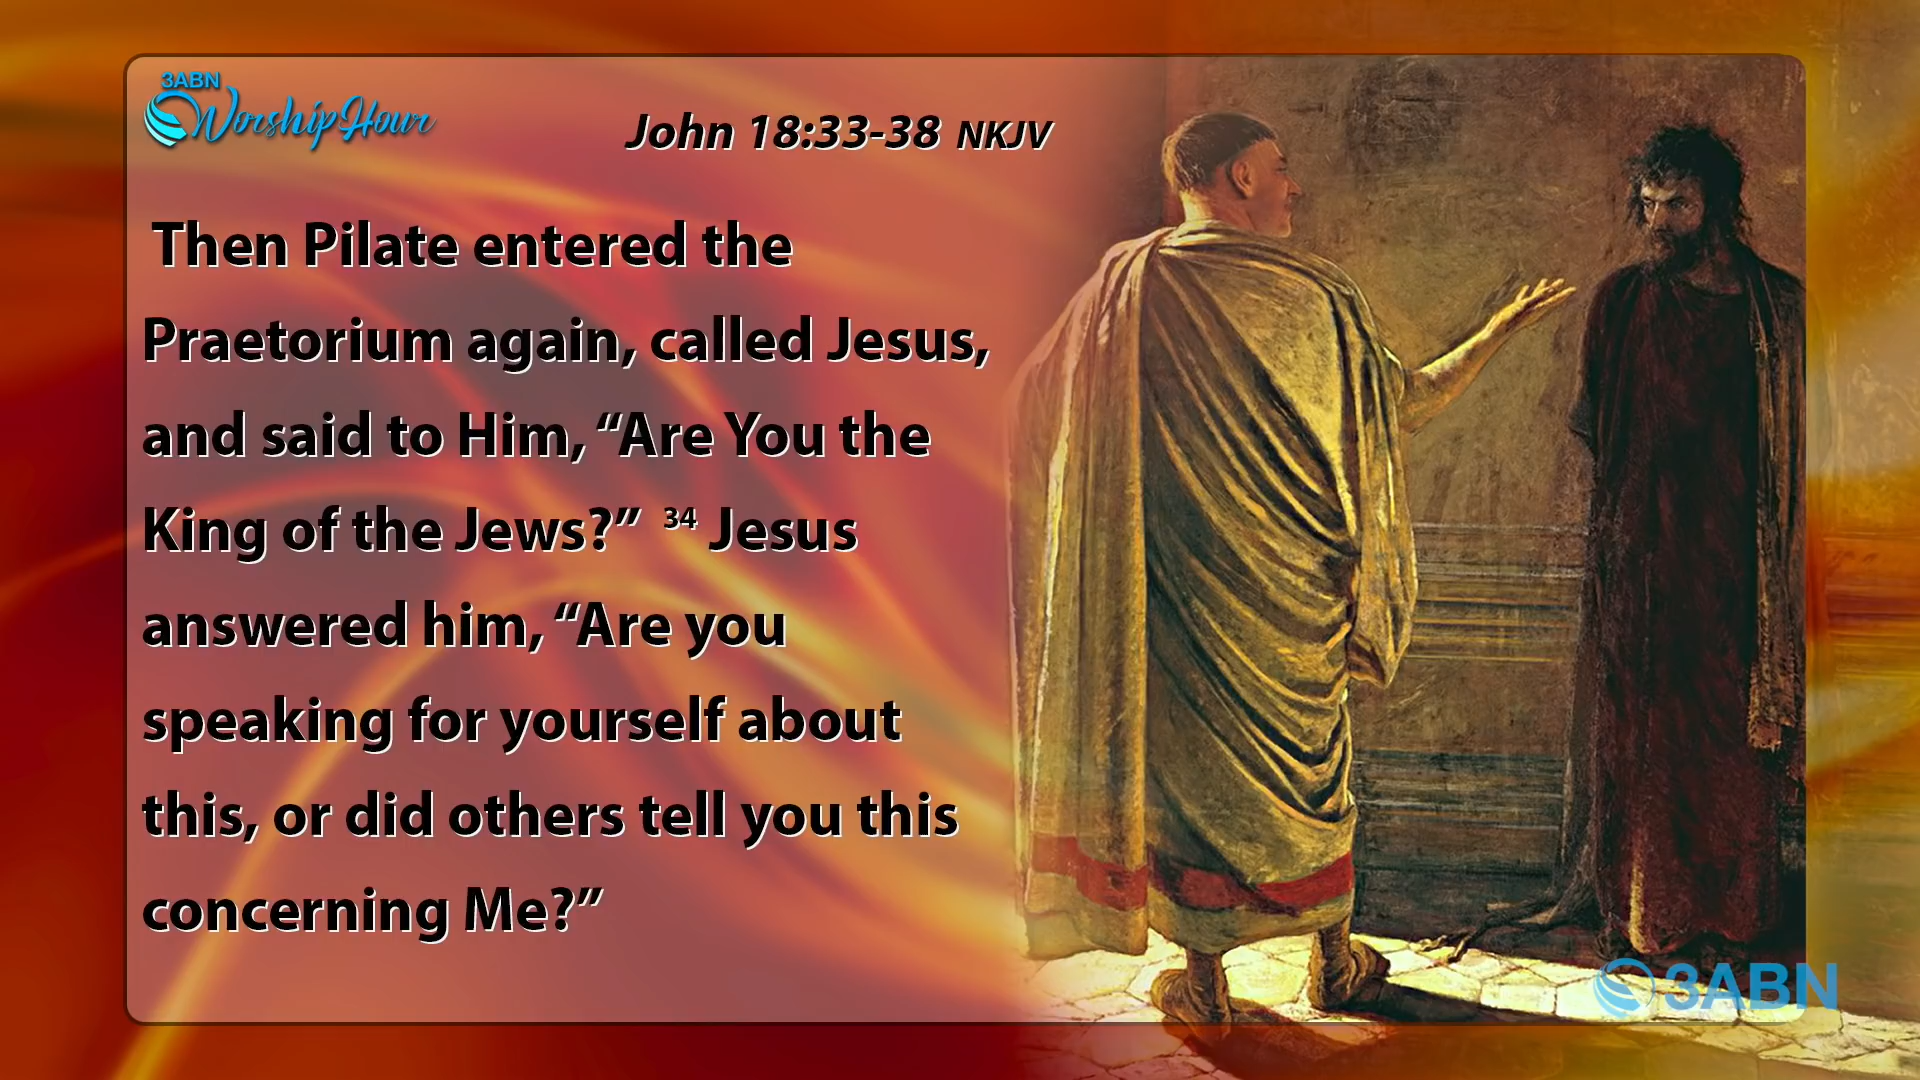 3ABN
Worship Hour
John 18:33-38 NKJV
Then Pilate entered the
Praetorium again, called Jesus,
and said to Him, “Are You the
King of the Jews?” 34 Jesus
answered him, “Are you
speaking for yourself about
this, or did others tell you this
concerning Me?”
3ABN